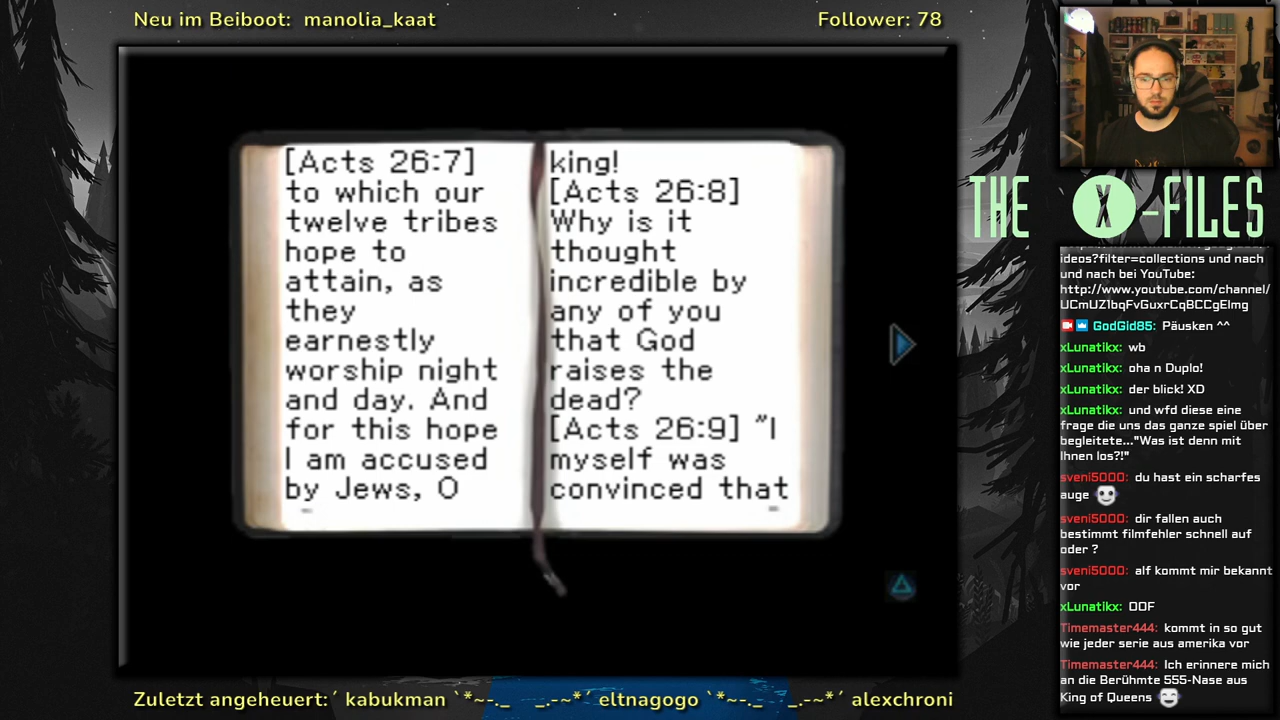 Neu im Beiboot: manolia_kaat
Follower: 78
[Acts 26:7]
to which our
twelve tribes
hope to
attain, as
they
earnestly
worship night
and day. And
for this hope
I am accused
by Jews, O
king!
[Acts 26:8]
Why is it
thought
incredible by
any of you
that God
raises the
dead?
[Acts 26:9] "I
myself was
convinced that
THE X-FILES
ideos?filter=collections und nach
und nach bei YouTube:
http://www.youtube.com/channel/
UCmUZ1bqFvGuxrCqBCCgElmg
GodGid85: Päusken ^^
xLunatikx: wb
xLunatikx: oha n Duplo!
xLunatikx: der blick! XD
xLunatikx: und wfd diese eine
frage die uns das ganze spiel über
begleitete..."Was ist denn mit
Ihnen los?!"
sveni5000: du hast ein scharfes
auge
sveni5000: dir fallen auch
bestimmt filmfehler schnell auf
oder ?
sveni5000: alf kommt mir bekannt
vor
xLunatikx: DOF
Timemaster444: kommt in so gut
wie jeder serie aus amerika vor
Timemaster444: Ich erinnere mich
an die Berühmte 555-Nase aus
King of Queens
Zuletzt angeheuert:´ kabukman `*~-._ _.-~*´ eltnagogo `*~-._ _.-~*´ alexchroni